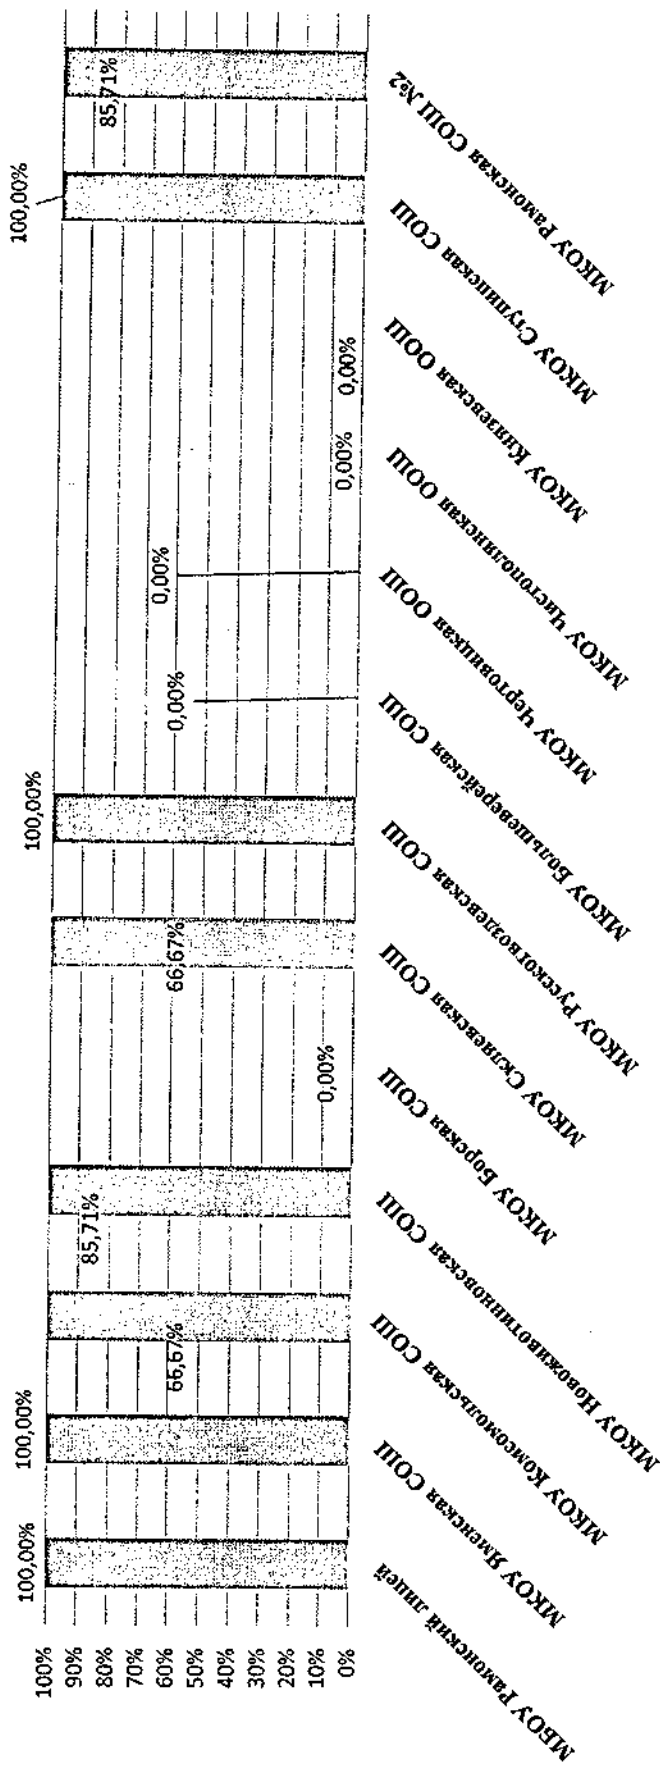 100%
90%
80%
70%
60%
50%
40%
30%
20%
10%
0%
100,00%
100,00%
66,67%
85,71%
0,00%
66,67%
100,00%
0,00%
0,00%
0,00%
0,00%
100,00%
85,71%
МБОУ Рамонский лицей
МКОУ Яменская СОШ
МКОУ Комсомольская СОШ
МКОУ Новоживотинновская СОШ
МКОУ Борская СОШ
МКОУ Скляевская СОШ
МКОУ Русскогвоздевская СОШ
МКОУ Большеверейская СОШ
МКОУ Чертовицкая ООШ
МКОУ Чистополянская ООШ
МКОУ Князевская ООШ
МКОУ Ступинская СОШ
МКОУ Рамонская СОШ №2